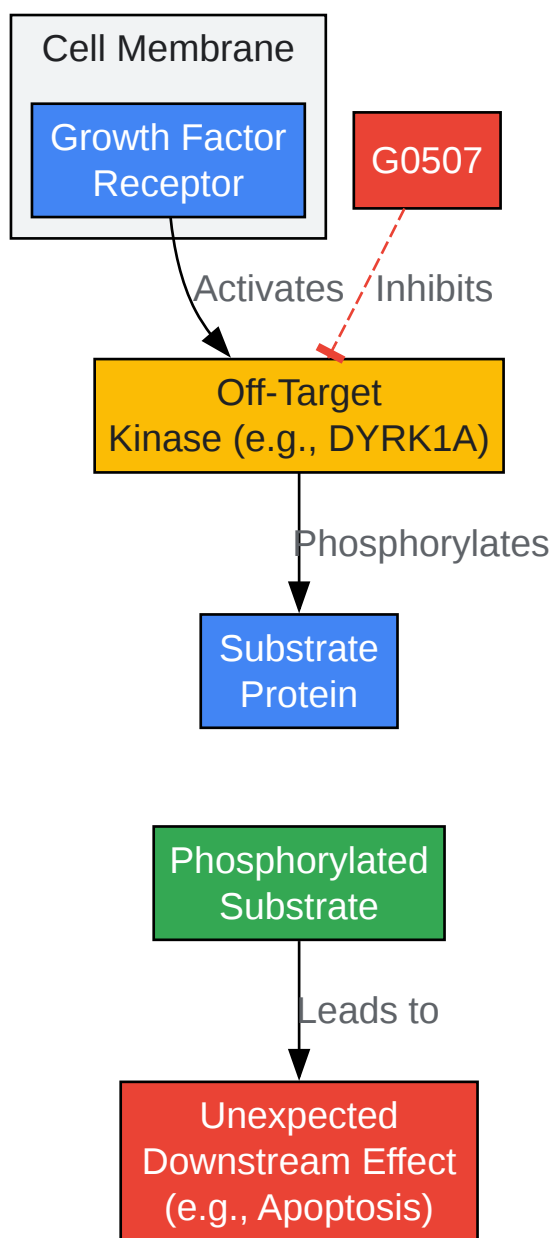 Cell Membrane
Growth Factor
Receptor
G0507
Activates
Inhibits
Off-Target
Kinase (e.g., DYRK1A)
Phosphorylates
Substrate
Protein
Phosphorylated
Substrate
Leads to
Unexpected
Downstream Effect
(e.g., Apoptosis)